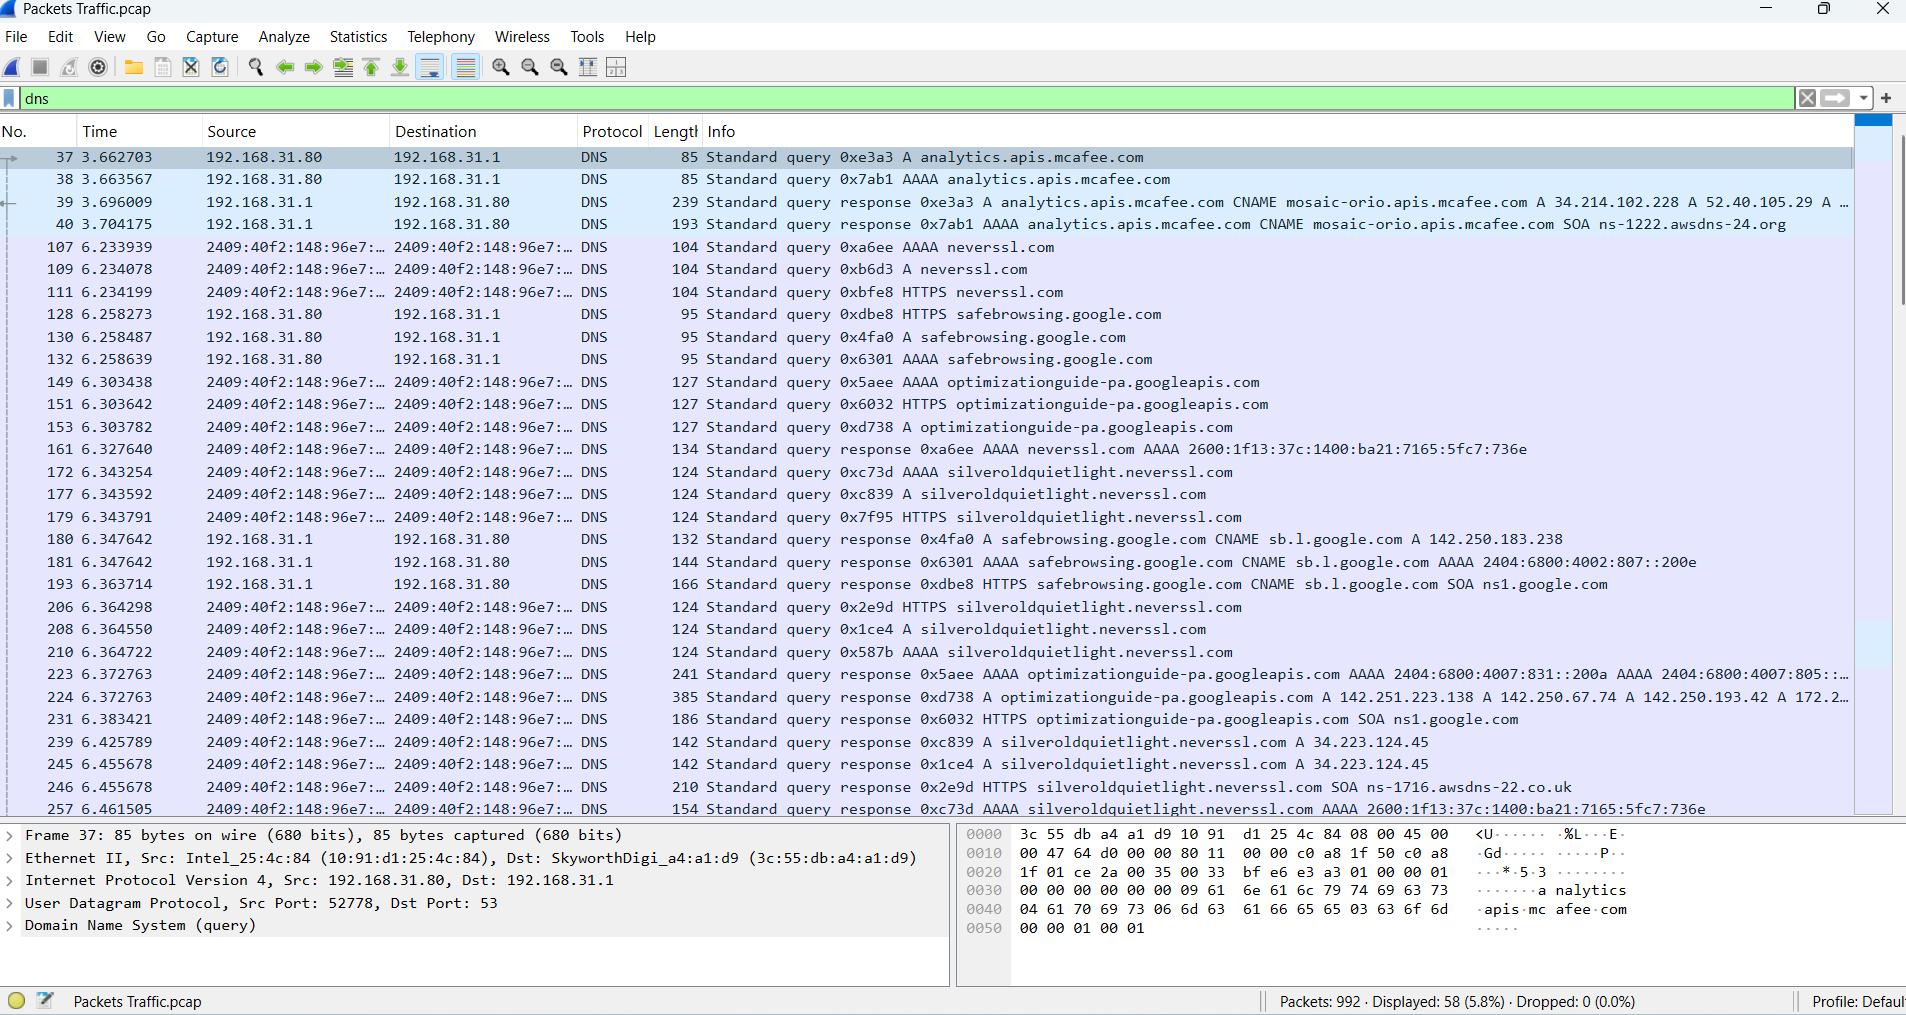 Packets Traffic.pcap
File Edit View Go Capture Analyze Statistics Telephony Wireless Tools Help
dns
No. Time Source Destination Protocol Length Info
37 3.662703 192.168.31.80 192.168.31.1 DNS 85 Standard query 0xe3a3 A analytics.apis.mcafee.com
38 3.663567 192.168.31.80 192.168.31.1 DNS 85 Standard query 0x7ab1 AAAA analytics.apis.mcafee.com
39 3.696009 192.168.31.1 192.168.31.80 DNS 239 Standard query response 0xe3a3 A analytics.apis.mcafee.com CNAME mosaic-orio.apis.mcafee.com A 34.214.102.228 A 52.40.105.29 A …
40 3.704175 192.168.31.1 192.168.31.80 DNS 193 Standard query response 0x7ab1 AAAA analytics.apis.mcafee.com CNAME mosaic-orio.apis.mcafee.com SOA ns-1222.awsdns-24.org
107 6.233939 2409:40f2:148:96e7:… 2409:40f2:148:96e7:… DNS 104 Standard query 0xa6ee AAAA neverssl.com
109 6.234078 2409:40f2:148:96e7:… 2409:40f2:148:96e7:… DNS 104 Standard query 0xb6d3 A neverssl.com
111 6.234199 2409:40f2:148:96e7:… 2409:40f2:148:96e7:… DNS 104 Standard query 0xbfe8 HTTPS neverssl.com
128 6.258273 192.168.31.80 192.168.31.1 DNS 95 Standard query 0xdbe8 HTTPS safebrowsing.google.com
130 6.258487 192.168.31.80 192.168.31.1 DNS 95 Standard query 0x4fa0 A safebrowsing.google.com
132 6.258639 192.168.31.80 192.168.31.1 DNS 95 Standard query 0x6301 AAAA safebrowsing.google.com
149 6.303438 2409:40f2:148:96e7:… 2409:40f2:148:96e7:… DNS 127 Standard query 0x5aee AAAA optimizationguide-pa.googleapis.com
151 6.303642 2409:40f2:148:96e7:… 2409:40f2:148:96e7:… DNS 127 Standard query 0x6032 HTTPS optimizationguide-pa.googleapis.com
153 6.303782 2409:40f2:148:96e7:… 2409:40f2:148:96e7:… DNS 127 Standard query 0xd738 A optimizationguide-pa.googleapis.com
161 6.327640 2409:40f2:148:96e7:… 2409:40f2:148:96e7:… DNS 134 Standard query response 0xa6ee AAAA neverssl.com AAAA 2600:1f13:37c:1400:ba21:7165:5fc7:736e
172 6.343254 2409:40f2:148:96e7:… 2409:40f2:148:96e7:… DNS 124 Standard query 0xc73d AAAA silveroldquietlight.neverssl.com
177 6.343592 2409:40f2:148:96e7:… 2409:40f2:148:96e7:… DNS 124 Standard query 0xc839 A silveroldquietlight.neverssl.com
179 6.343791 2409:40f2:148:96e7:… 2409:40f2:148:96e7:… DNS 124 Standard query 0x7f95 HTTPS silveroldquietlight.neverssl.com
180 6.347642 192.168.31.1 192.168.31.80 DNS 132 Standard query response 0x4fa0 A safebrowsing.google.com CNAME sb.l.google.com A 142.250.183.238
181 6.347642 192.168.31.1 192.168.31.80 DNS 144 Standard query response 0x6301 AAAA safebrowsing.google.com CNAME sb.l.google.com AAAA 2404:6800:4002:807::200e
193 6.363714 192.168.31.1 192.168.31.80 DNS 166 Standard query response 0xdbe8 HTTPS safebrowsing.google.com CNAME sb.l.google.com SOA ns1.google.com
206 6.364298 2409:40f2:148:96e7:… 2409:40f2:148:96e7:… DNS 124 Standard query 0x2e9d HTTPS silveroldquietlight.neverssl.com
208 6.364550 2409:40f2:148:96e7:… 2409:40f2:148:96e7:… DNS 124 Standard query 0x1ce4 A silveroldquietlight.neverssl.com
210 6.364722 2409:40f2:148:96e7:… 2409:40f2:148:96e7:… DNS 124 Standard query 0x587b AAAA silveroldquietlight.neverssl.com
223 6.372763 2409:40f2:148:96e7:… 2409:40f2:148:96e7:… DNS 241 Standard query response 0x5aee AAAA optimizationguide-pa.googleapis.com AAAA 2404:6800:4007:831::200a AAAA 2404:6800:4007:805::…
224 6.372763 2409:40f2:148:96e7:… 2409:40f2:148:96e7:… DNS 385 Standard query response 0xd738 A optimizationguide-pa.googleapis.com A 142.251.223.138 A 142.250.67.74 A 142.250.193.42 A 172.2…
231 6.383421 2409:40f2:148:96e7:… 2409:40f2:148:96e7:… DNS 186 Standard query response 0x6032 HTTPS optimizationguide-pa.googleapis.com SOA ns1.google.com
239 6.425789 2409:40f2:148:96e7:… 2409:40f2:148:96e7:… DNS 142 Standard query response 0xc839 A silveroldquietlight.neverssl.com A 34.223.124.45
245 6.455678 2409:40f2:148:96e7:… 2409:40f2:148:96e7:… DNS 142 Standard query response 0x1ce4 A silveroldquietlight.neverssl.com A 34.223.124.45
246 6.455678 2409:40f2:148:96e7:… 2409:40f2:148:96e7:… DNS 210 Standard query response 0x2e9d HTTPS silveroldquietlight.neverssl.com SOA ns-1716.awsdns-22.co.uk
257 6.461505 2409:40f2:148:96e7:… 2409:40f2:148:96e7:… DNS 154 Standard query response 0xc73d AAAA silveroldquietlight.neverssl.com AAAA 2600:1f13:37c:1400:ba21:7165:5fc7:736e
Frame 37: 85 bytes on wire (680 bits), 85 bytes captured (680 bits)
Ethernet II, Src: Intel_25:4c:84 (10:91:d1:25:4c:84), Dst: SkyworthDigi_a4:a1:d9 (3c:55:db:a4:a1:d9)
Internet Protocol Version 4, Src: 192.168.31.80, Dst: 192.168.31.1
User Datagram Protocol, Src Port: 52778, Dst Port: 53
Domain Name System (query)
0000 3c 55 db a4 a1 d9 10 91 d1 25 4c 84 08 00 45 00 <U······ ·%L···E·
0010 00 47 64 d0 00 00 80 11 00 00 c0 a8 1f 50 c0 a8 ·Gd····· ·····P··
0020 1f 01 ce 2a 00 35 00 33 bf e6 e3 a3 01 00 00 01 ···*·5·3 ········
0030 00 00 00 00 00 00 09 61 6e 61 6c 79 74 69 63 73 ·······a nalytics
0040 04 61 70 69 73 06 6d 63 61 66 65 65 03 63 6f 6d ·apis·mc afee·com
0050 00 00 01 00 01 ·····
Packets Traffic.pcap
Packets: 992 · Displayed: 58 (5.8%) · Dropped: 0 (0.0%)
Profile: Defaul